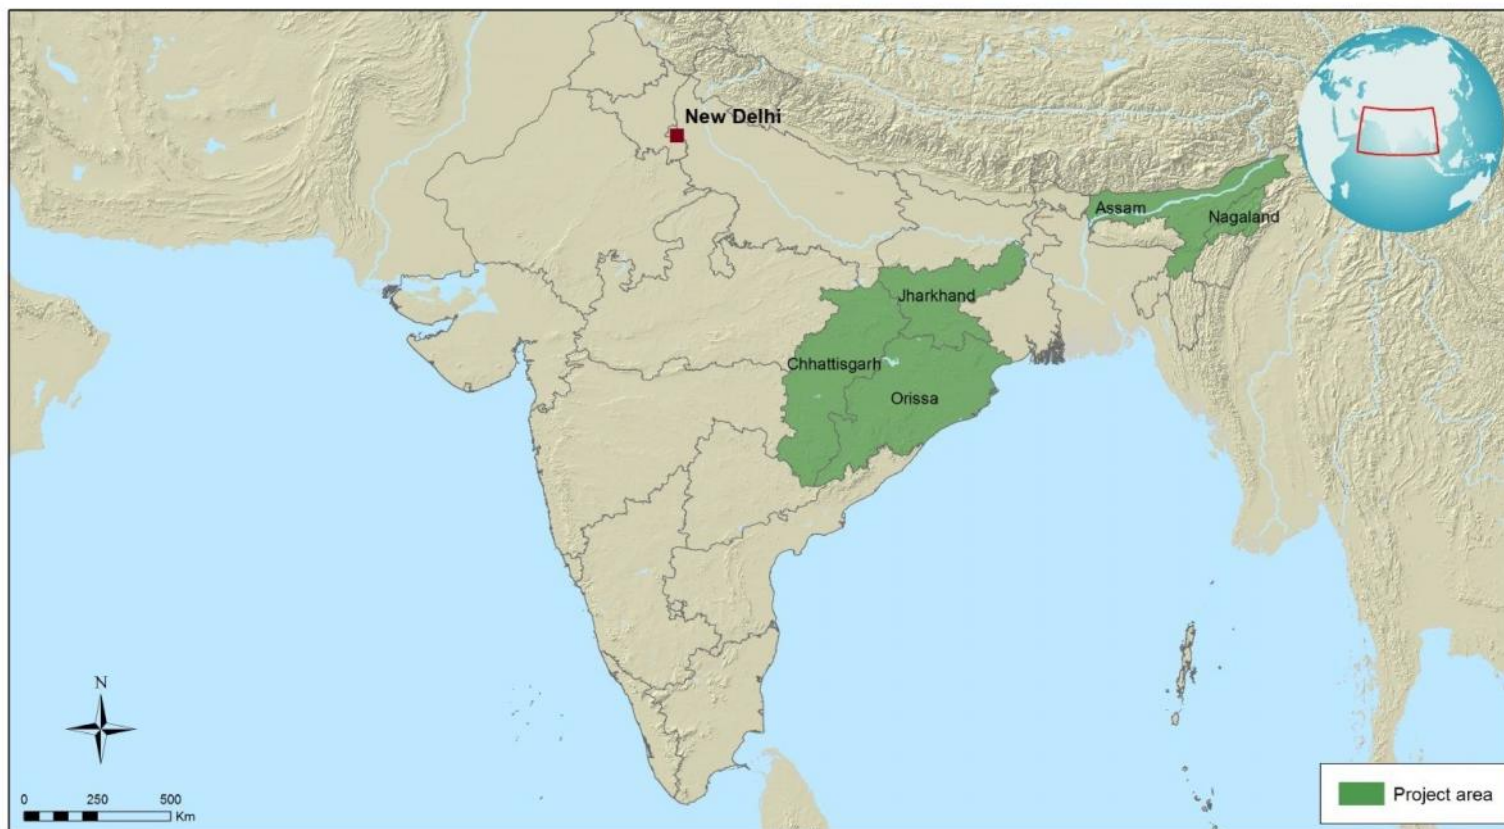 New Delhi
Assam
Nagaland
Jharkhand
Chhattisgarh
Orissa
N
0 250 500
Km
Project area